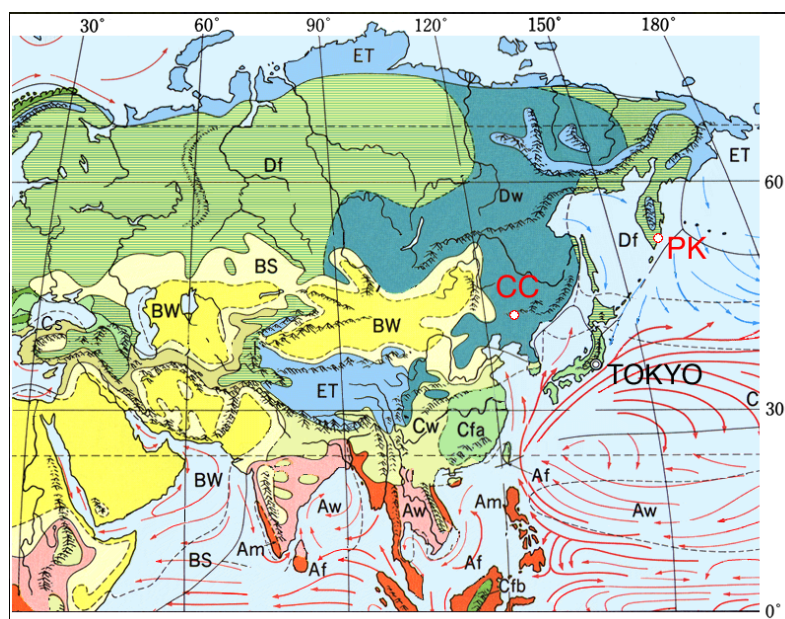 30° 60° 90° 120° 150° 180°
ET
ET
Df
Dw
60
Df
PK
BS
CC
Cs
BW
BW
ET
TOKYO
C
30
Cw
Cfa
BW
Aw
Aw
Am
Af
Aw
BS
Am
Af
Af
Cfb
0°